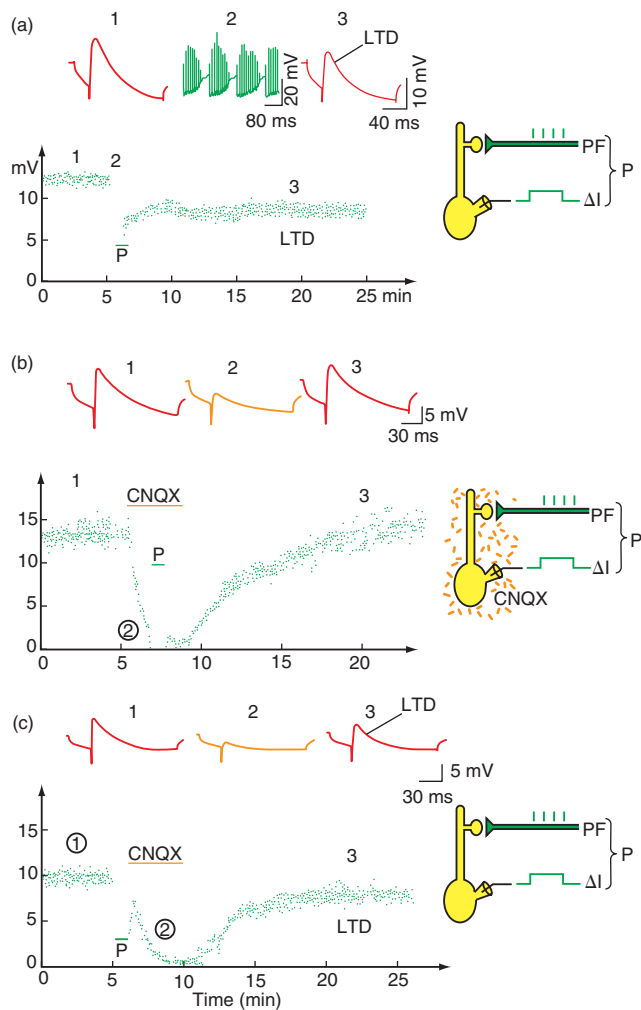 (a)
1 2 3
LTD
20 mV
10 mV
80 ms 40 ms
mV
1 2
10
3
5
P
LTD
0
0 5 10 15 20 25 min
PF
P
ΔI
(b)
1 2 3
5 mV
30 ms
1
CNQX
3
15
P
10
5
2
0
0 5 10 15 20
PF
P
ΔI
CNQX
(c)
1 2 3
LTD
5 mV
30 ms
15
1
CNQX
3
10
5
2
P
LTD
0
0 5 10 15 20 25
Time (min)
PF
P
ΔI